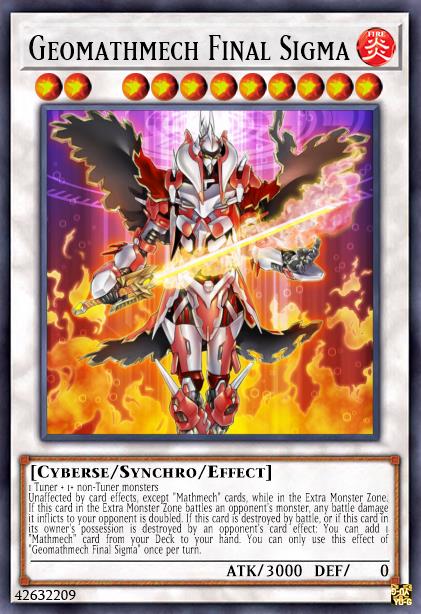 Geomathmech Final Sigma
FIRE
炎
[Cyberse/Synchro/Effect]
1 Tuner + 1+ non-Tuner monsters
Unaffected by card effects, except "Mathmech" cards, while in the Extra Monster Zone.
If this card in the Extra Monster Zone battles an opponent's monster, any battle damage
it inflicts to your opponent is doubled. If this card is destroyed by battle, or if this card in
its owner's possession is destroyed by an opponent's card effect: You can add 1
"Mathmech" card from your Deck to your hand. You can only use this effect of
"Geomathmech Final Sigma" once per turn.
ATK/3000 DEF/ 0
42632209